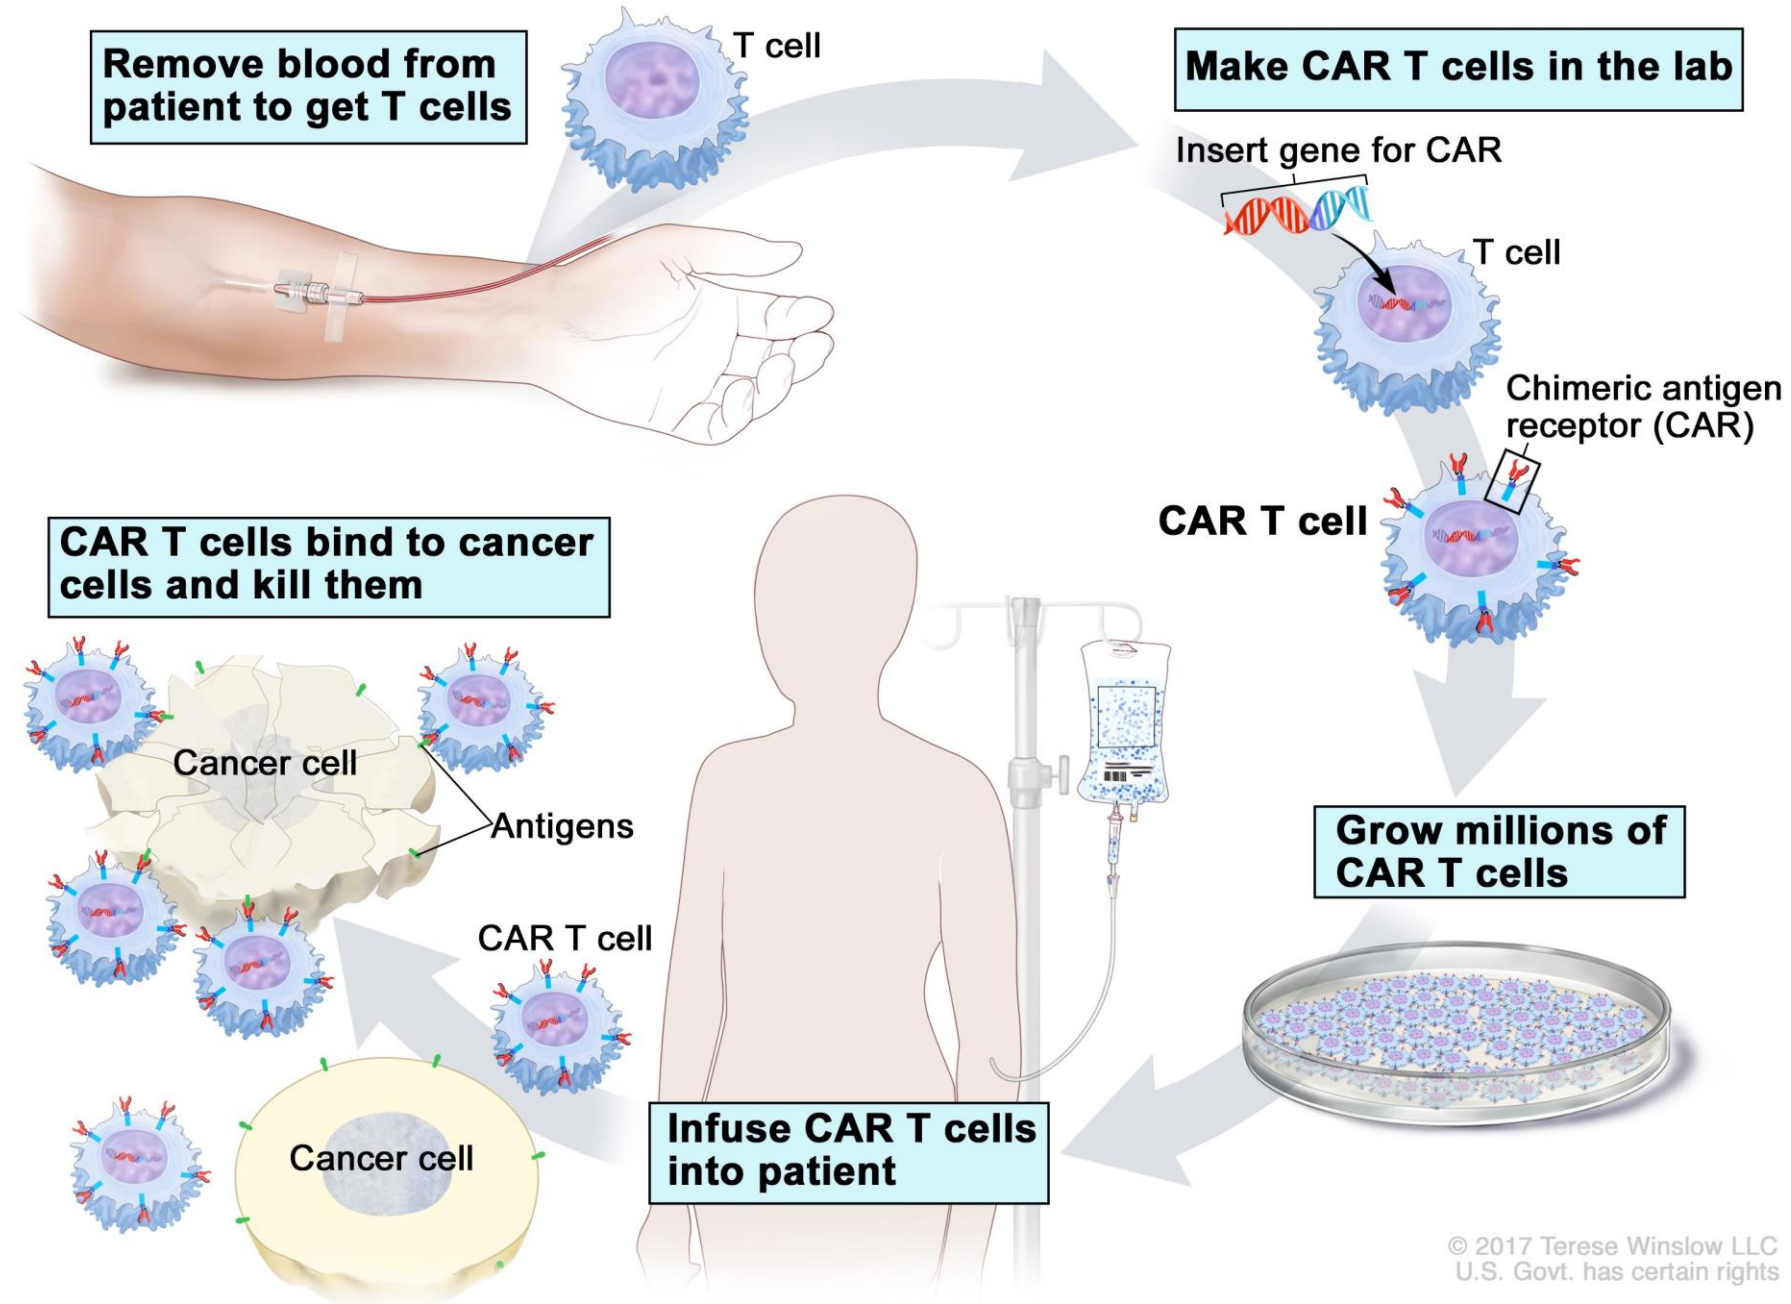 Remove blood from
patient to get T cells
T cell
Make CAR T cells in the lab
Insert gene for CAR
T cell
Chimeric antigen
receptor (CAR)
CAR T cell
Grow millions of
CAR T cells
Infuse CAR T cells
into patient
CAR T cells bind to cancer
cells and kill them
Cancer cell
Antigens
CAR T cell
Cancer cell
© 2017 Terese Winslow LLC
U.S. Govt. has certain rights